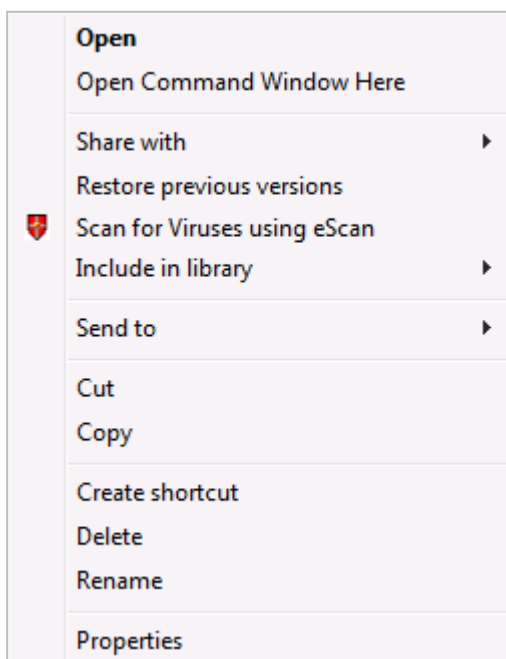 Open
Open Command Window Here
Share with
Restore previous versions
Scan for Viruses using eScan
Include in library
Send to
Cut
Copy
Create shortcut
Delete
Rename
Properties